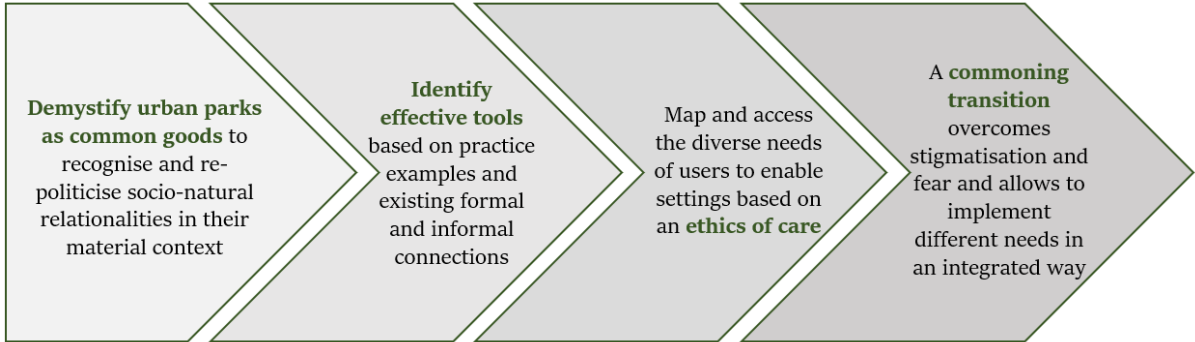 Demystify urban parks
as common goods to
recognise and re-
politicise socio-natural
relationalities in their
material context
Identify
effective tools
based on practice
examples and
existing formal
and informal
connections
Map and access
the diverse needs
of users to enable
settings based on
an ethics of care
A commoning
transition
overcomes
stigmatisation and
fear and allows to
implement
different needs in
an integrated way